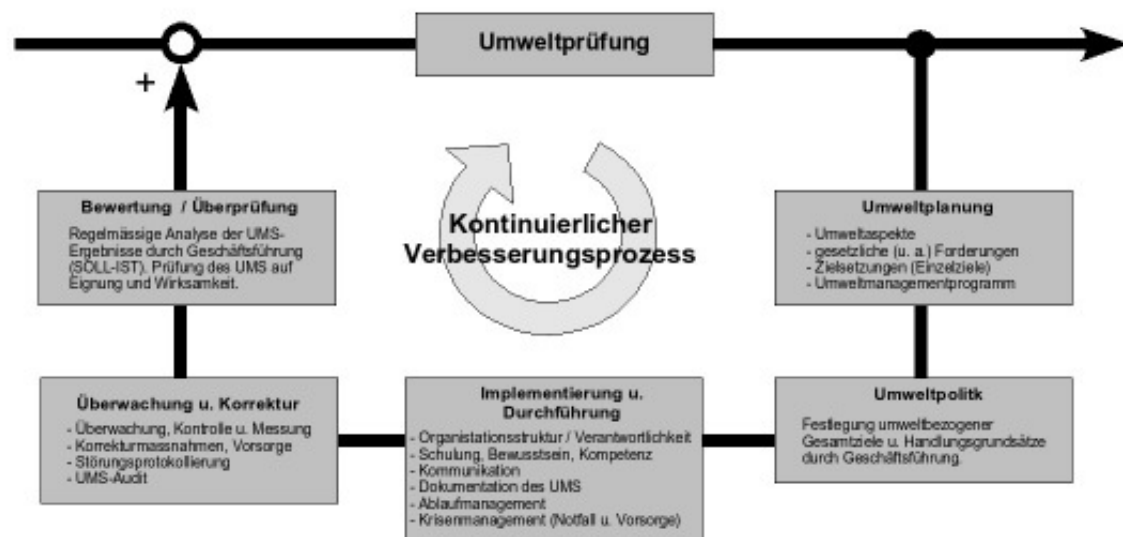 Umweltprüfung
+
Bewertung / Überprüfung
Regelmässige Analyse der UMS-
Ergebnisse durch Geschäftsführung
(SOLL-IST). Prüfung des UMS auf
Eignung und Wirksamkeit.
Kontinuierlicher
Verbesserungsprozess
Umweltplanung
- Umweltaspekte
- gesetzliche (u. a.) Forderungen
- Zielsetzungen (Einzelziele)
- Umweltmanagementprogramm
Überwachung u. Korrektur
- Überwachung, Kontrolle u. Messung
- Korrekturmassnahmen, Vorsorge
- Störungsprotokollierung
- UMS-Audit
Implementierung u.
Durchführung
- Organistationsstruktur / Verantwortlichkeit
- Schulung, Bewusstsein, Kompetenz
- Kommunikation
- Dokumentation des UMS
- Ablaufmanagement
- Krisenmanagement (Notfall u. Vorsorge)
Umweltpolitk
Festlegung umweltbezogener
Gesamtziele u. Handlungsgrundsätze
durch Geschäftsführung.